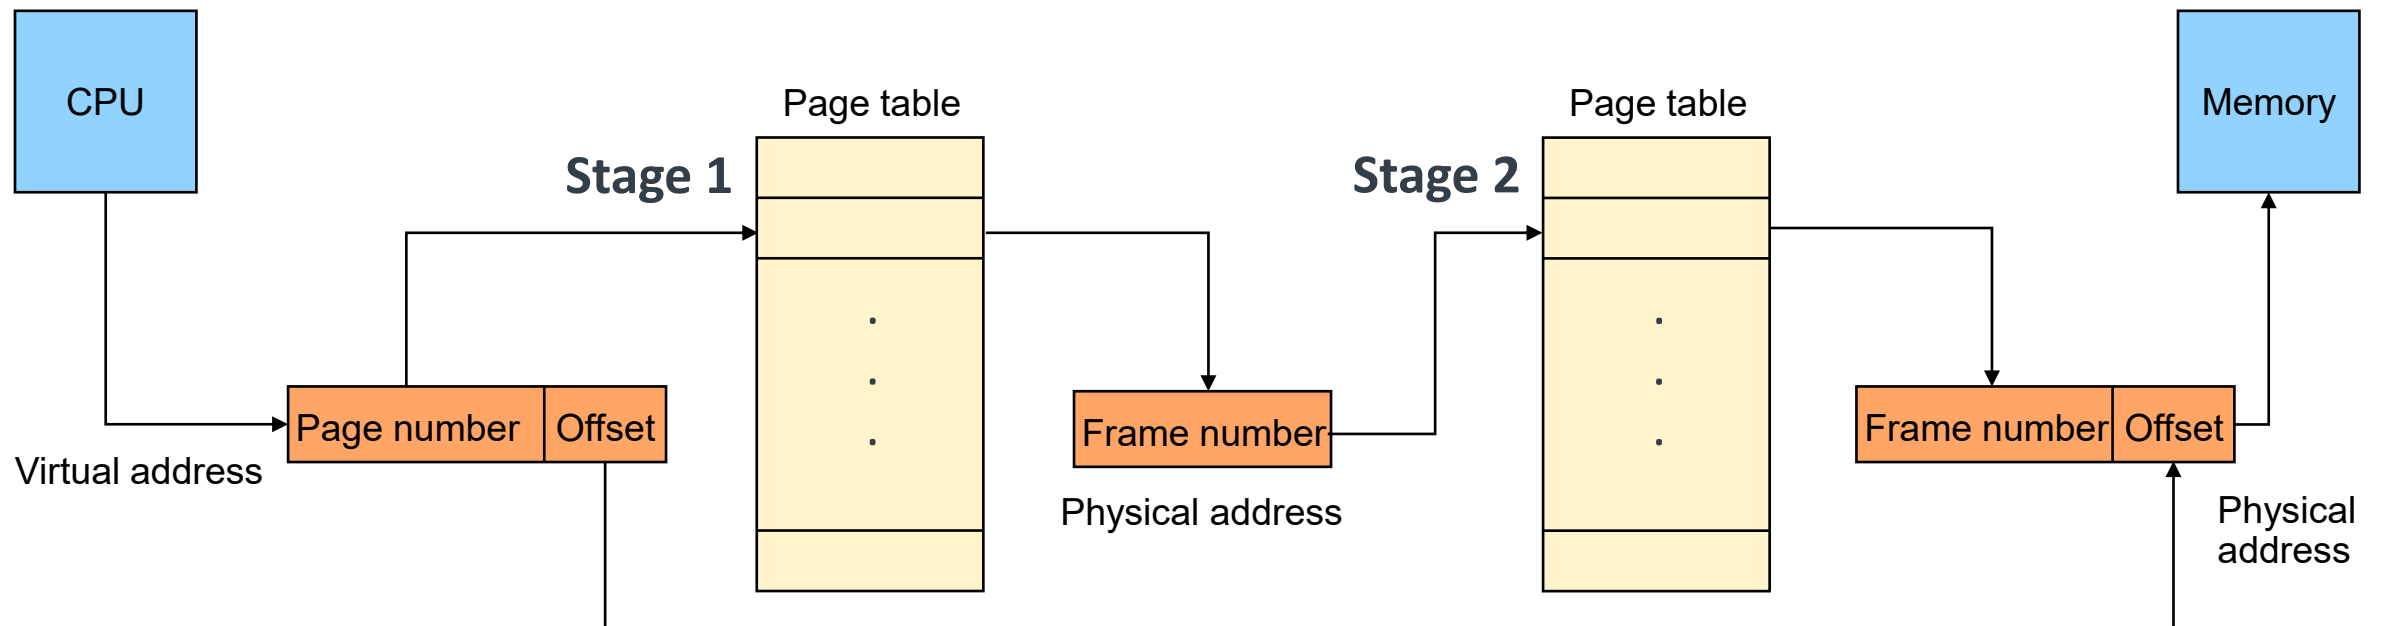 CPU
Page table
Page table
Memory
Stage 1
Stage 2
Page number
Offset
Frame number
Frame number
Offset
Virtual address
Physical address
Physical
address